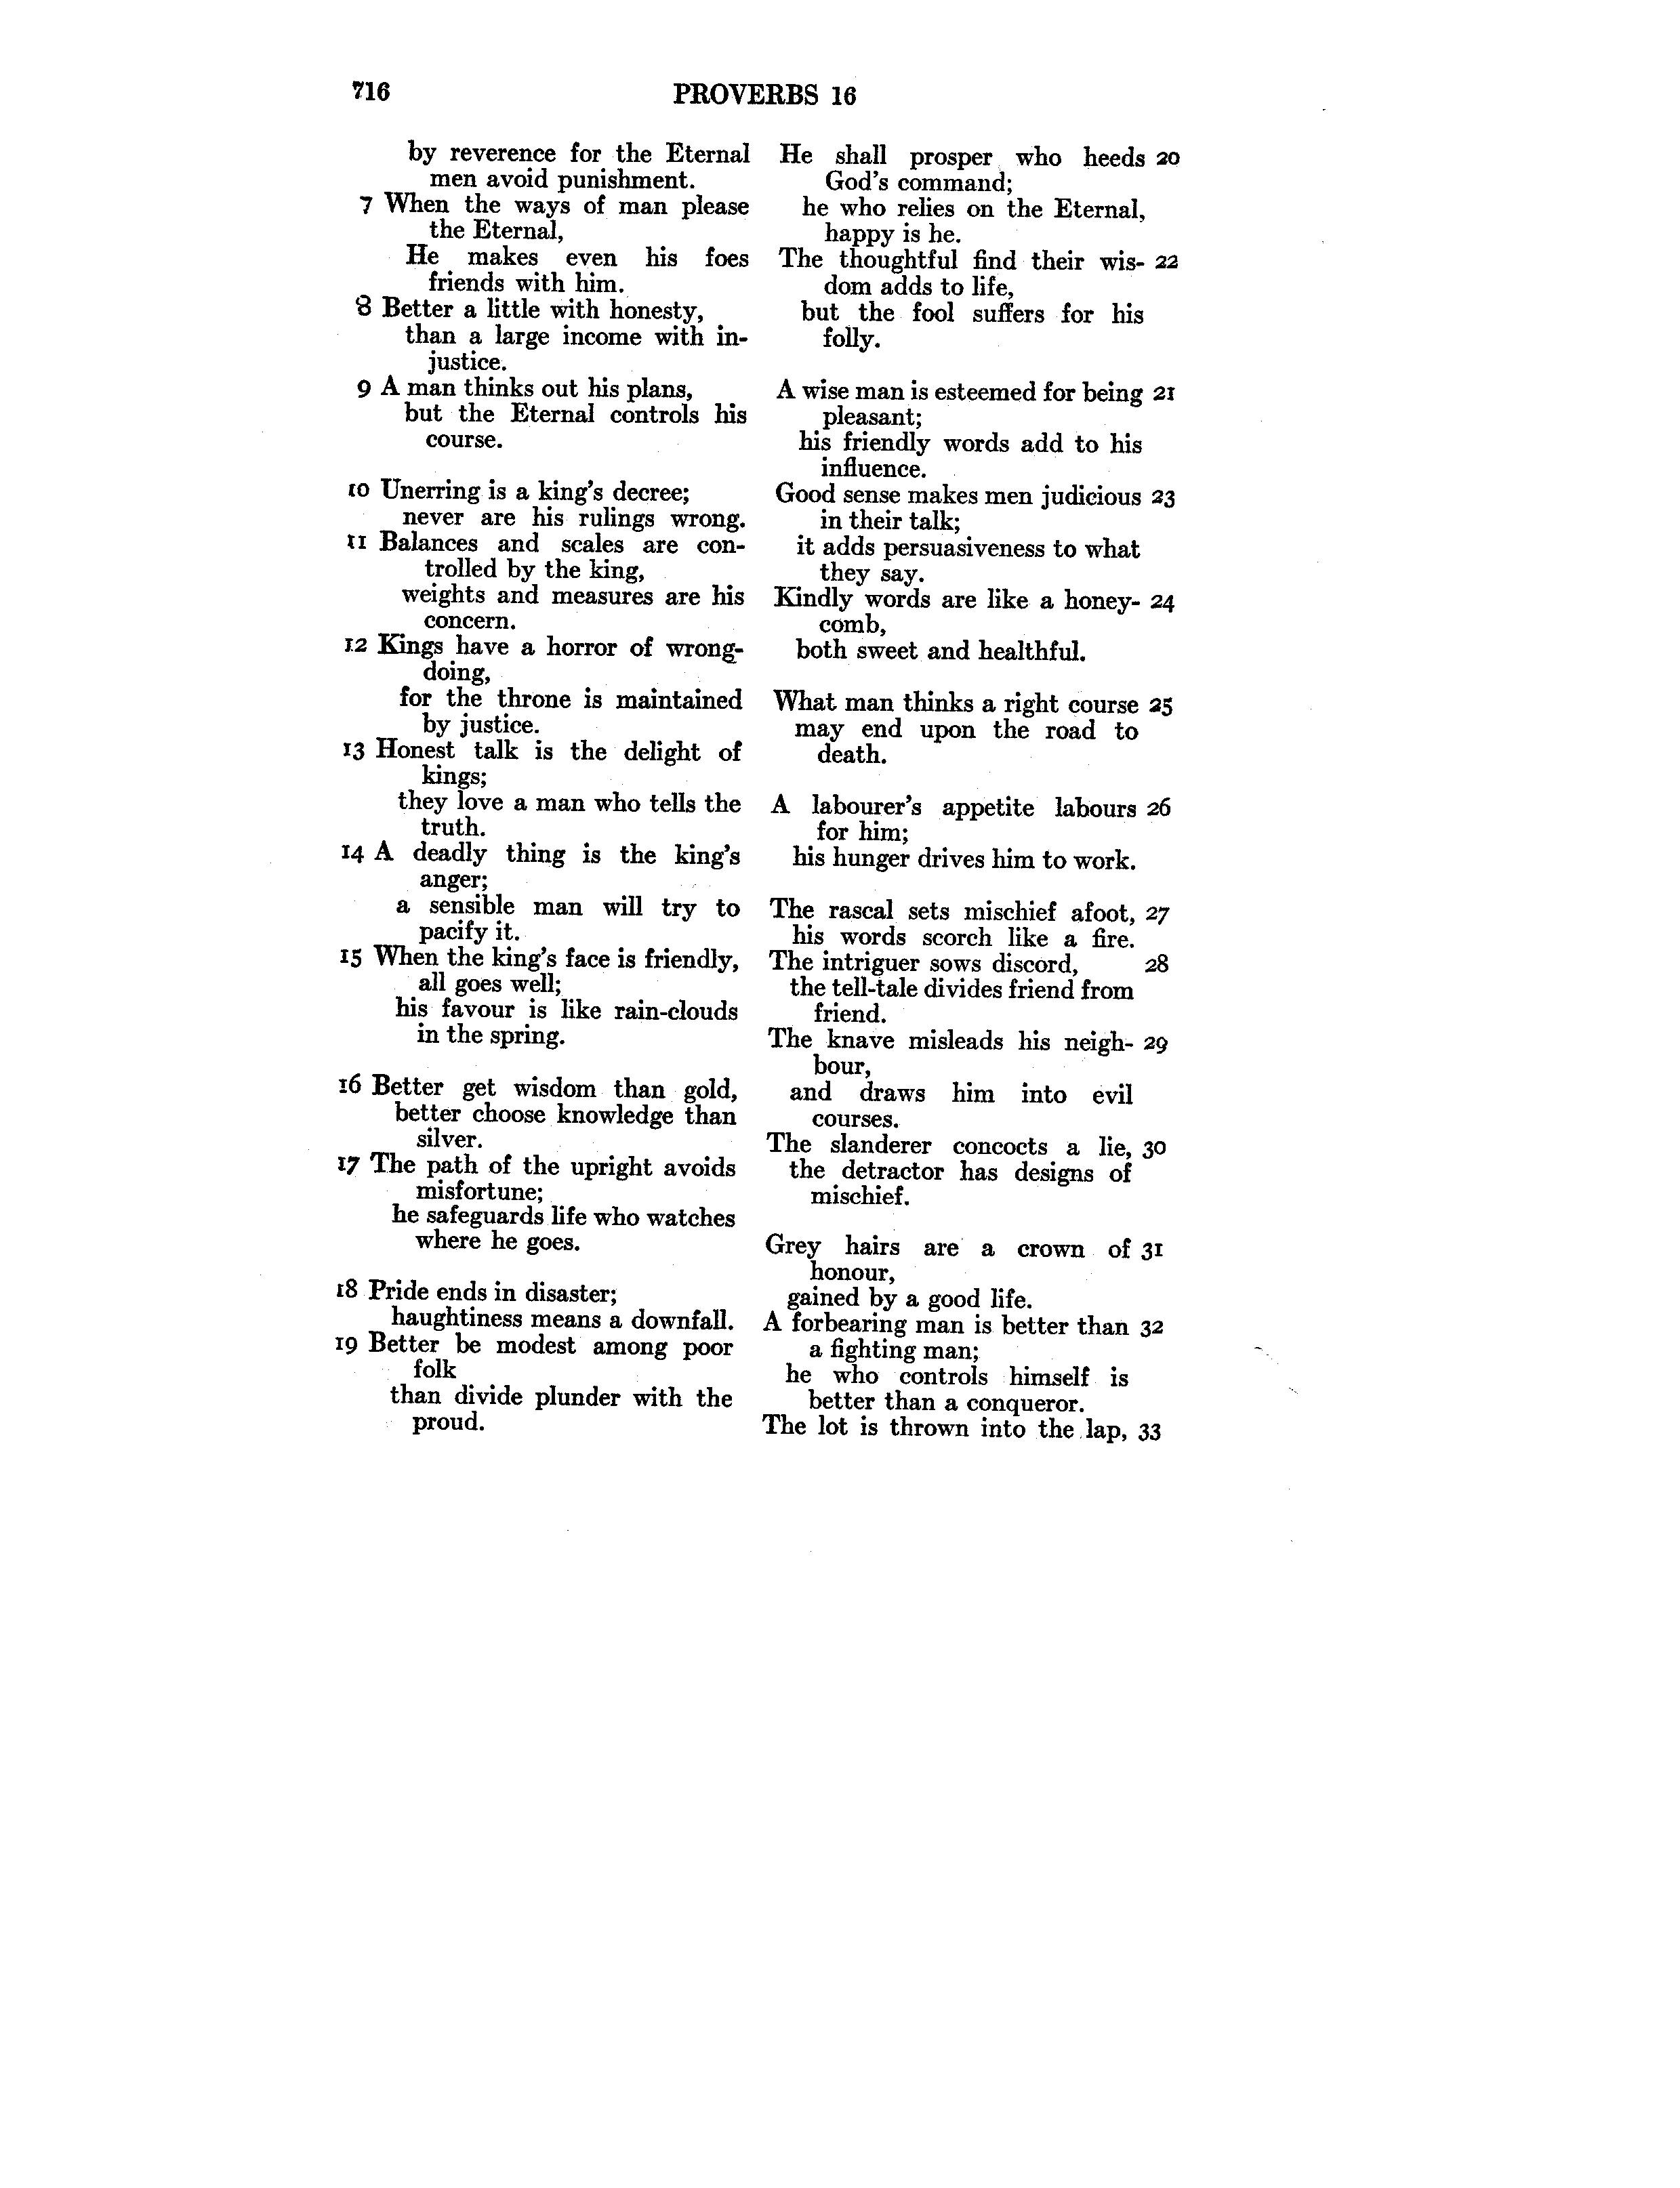 716
PROVERBS 16
by reverence for the Eternal
men avoid punishment.
7 When the ways of man please
the Eternal,
He makes even his foes
friends with him.
8 Better a little with honesty,
than a large income with in-
justice.
9 A man thinks out his plans,
but the Eternal controls his
course.
10 Unerring is a king's decree;
never are his rulings wrong.
11 Balances and scales are con-
trolled by the king,
weights and measures are his
concern.
12 Kings have a horror of wrong-
doing,
for the throne is maintained
by justice.
13 Honest talk is the delight of
kings;
they love a man who tells the
truth.
14 A deadly thing is the king's
anger;
a sensible man will try to
pacify it.
15 When the king's face is friendly,
all goes well;
his favour is like rain-clouds
in the spring.
16 Better get wisdom than gold,
better choose knowledge than
silver.
17 The path of the upright avoids
misfortune;
he safeguards life who watches
where he goes.
18 Pride ends in disaster;
haughtiness means a downfall.
19 Better be modest among poor
folk
than divide plunder with the
proud.
He shall prosper who heeds 20
God's command;
he who relies on the Eternal,
happy is he.
The thoughtful find their wis- 22
dom adds to life,
but the fool suffers for his
folly.
A wise man is esteemed for being 21
pleasant;
his friendly words add to his
influence.
Good sense makes men judicious 23
in their talk;
it adds persuasiveness to what
they say.
Kindly words are like a honey- 24
comb,
both sweet and healthful.
What man thinks a right course 25
may end upon the road to
death.
A labourer's appetite labours 26
for him;
his hunger drives him to work.
The rascal sets mischief afoot, 27
his words scorch like a fire.
The intriguer sows discord, 28
the tell-tale divides friend from
friend.
The knave misleads his neigh- 29
bour,
and draws him into evil
courses.
The slanderer concocts a lie, 30
the detractor has designs of
mischief.
Grey hairs are a crown of 31
honour,
gained by a good life.
A forbearing man is better than 32
a fighting man;
he who controls himself is
better than a conqueror.
The lot is thrown into the lap, 33